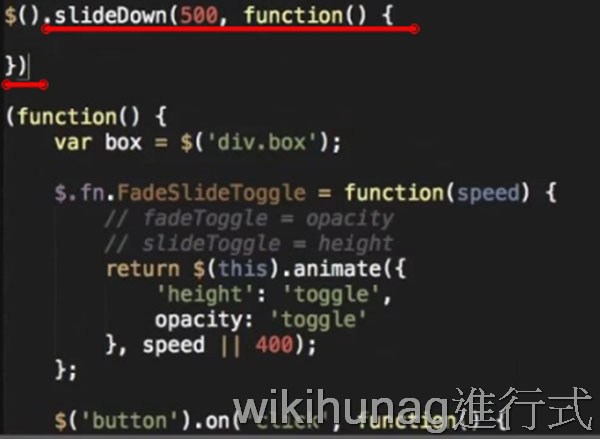 $().slideDown(500, function() {
})
(function() {
var box = $('div.box');
$.fn.FadeSlideToggle = function(speed) {
// fadeToggle = opacity
// slideToggle = height
return $(this).animate({
'height': 'toggle',
opacity: 'toggle'
}, speed || 400);
};
$('button').on('click', function() {
wikihunag進行式